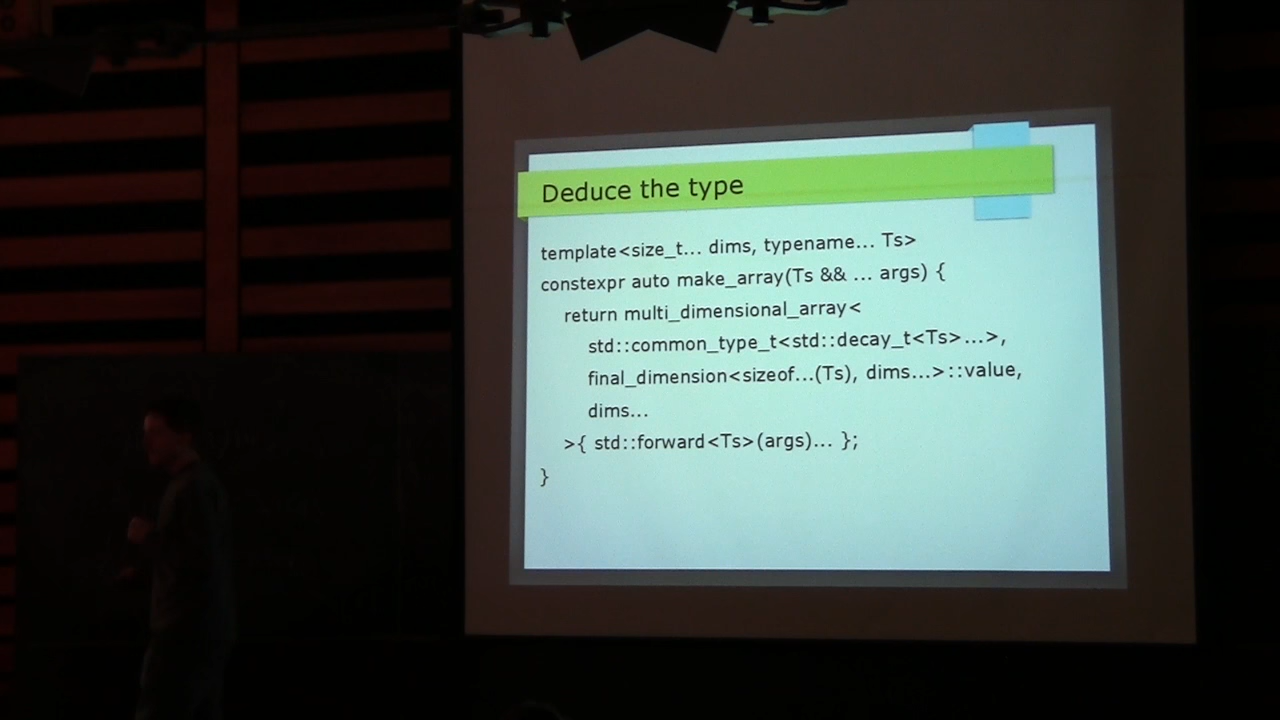 Deduce the type
template<size_t... dims, typename... Ts>
constexpr auto make_array(Ts && ... args) {
return multi_dimensional_array<
std::common_type_t<std::decay_t<Ts>...>,
final_dimension<sizeof...(Ts), dims...>::value,
dims...
>{ std::forward<Ts>(args)... };
}